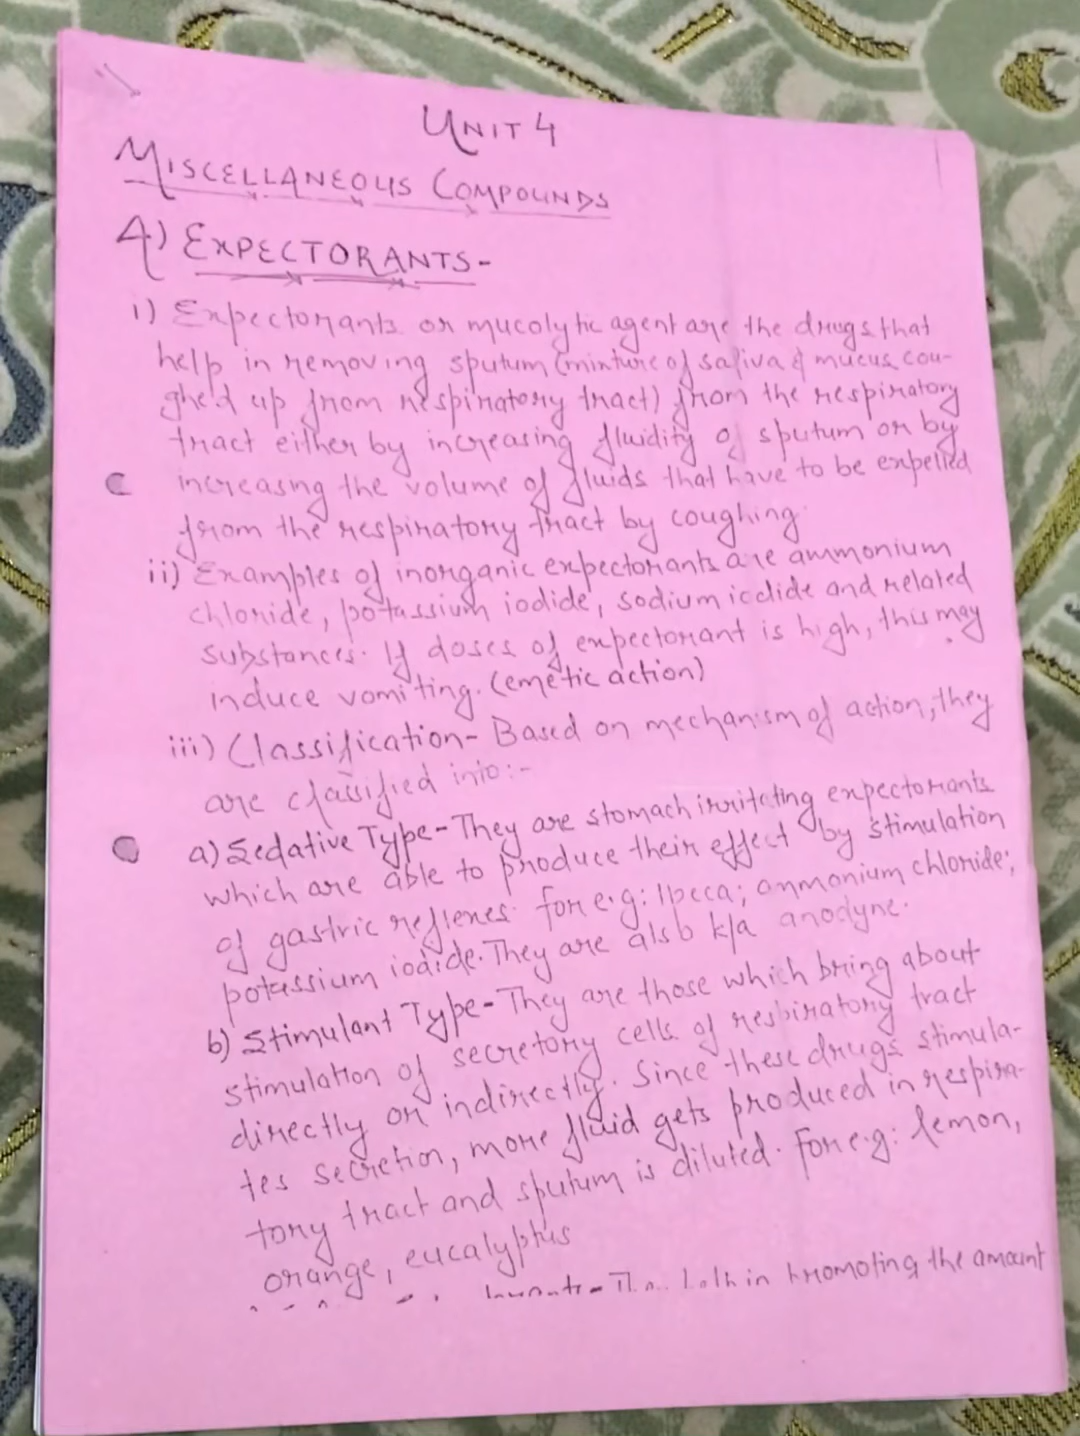 UNIT 4
MISCELLANEOUS COMPOUNDS
A) EXPECTORANTS-
i) Expectorants or mucolytic agent are the drugs that
help in removing sputum (mixture of saliva & mucus cou-
ghed up from respiratory tract) from the respiratory
tract either by increasing fluidity of sputum or by
increasing the volume of fluids that have to be expelled
from the respiratory tract by coughing
ii) Examples of inorganic expectorants are ammonium
chloride, potassium iodide, sodium iodide and related
substances. If doses of expectorant is high, this may
induce vomiting. (emetic action)
iii) Classification- Based on mechanism of action, they
are classified into:-
a) Sedative Type- They are stomach irritating expectorants
which are able to produce their effect by stimulation
of gastric reflexes for e.g: Ipeca; ammonium chloride;
potassium iodide. They are also k/a anodyne.
b) Stimulant Type- They are those which bring about
stimulation of secretory cells of respiratory tract
directly or indirectly. Since these drugs stimula-
tes secretion, more fluid gets produced in respira-
tory tract and sputum is diluted. For e.g: lemon,
orange, eucalyptus
in promoting the amount